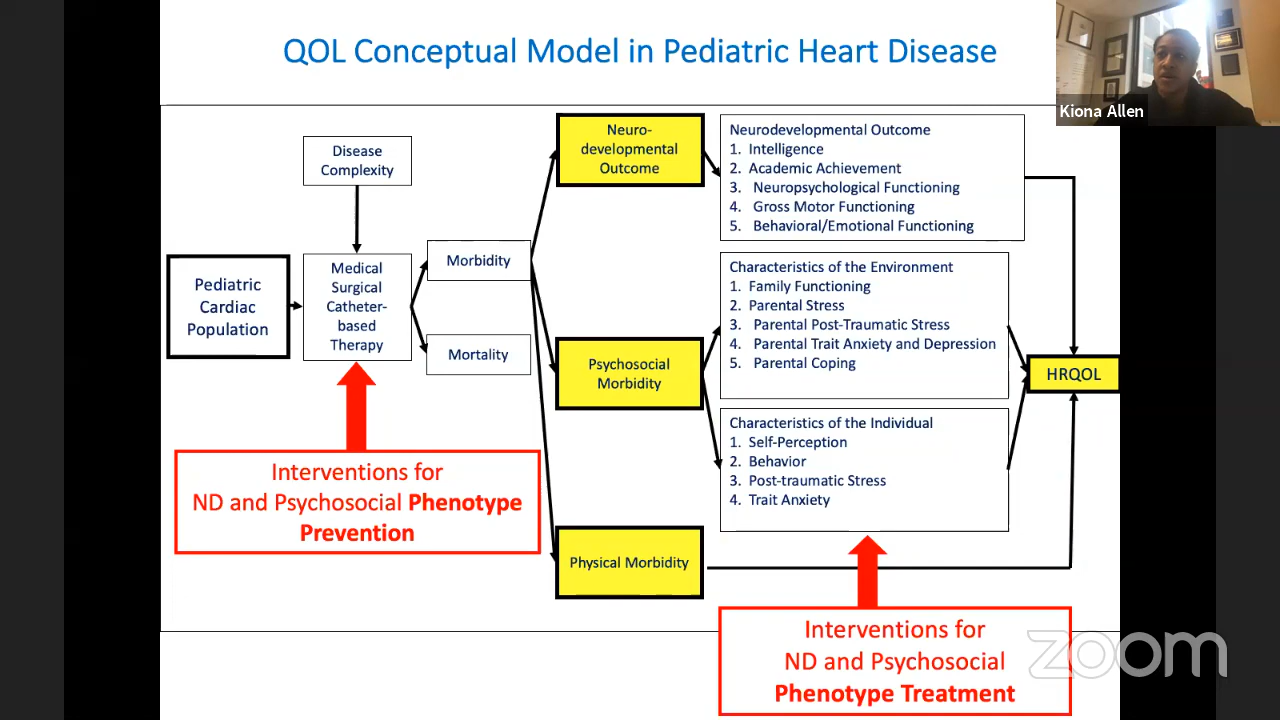 QOL Conceptual Model in Pediatric Heart Disease
Kiona Allen
Disease
Complexity
Pediatric
Cardiac
Population
Medical
Surgical
Catheter-
based
Therapy
Morbidity
Mortality
Neuro-
developmental
Outcome
Psychosocial
Morbidity
Physical Morbidity
Neurodevelopmental Outcome
1. Intelligence
2. Academic Achievement
3. Neuropsychological Functioning
4. Gross Motor Functioning
5. Behavioral/Emotional Functioning
Characteristics of the Environment
1. Family Functioning
2. Parental Stress
3. Parental Post-Traumatic Stress
4. Parental Trait Anxiety and Depression
5. Parental Coping
Characteristics of the Individual
1. Self-Perception
2. Behavior
3. Post-traumatic Stress
4. Trait Anxiety
HRQOL
Interventions for
ND and Psychosocial Phenotype
Prevention
Interventions for
ND and Psychosocial
Phenotype Treatment
zoom